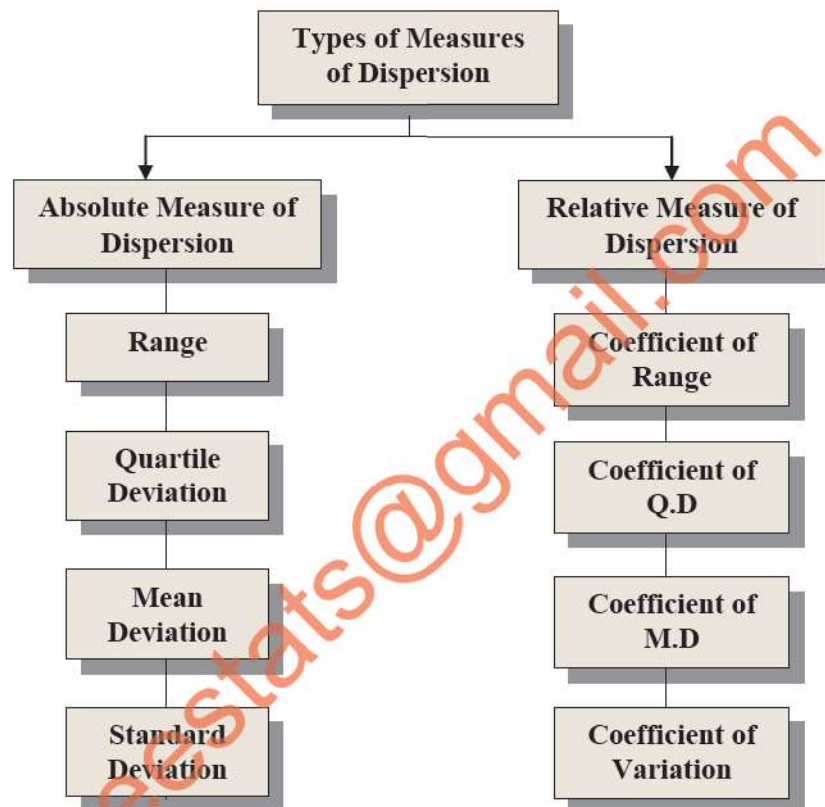 Types of Measures
of Dispersion
Absolute Measure of
Dispersion
Relative Measure of
Dispersion
Range
Coefficient of
Range
Quartile
Deviation
Coefficient of
Q.D
Mean
Deviation
Coefficient of
M.D
Standard
Deviation
Coefficient of
Variation
eestats@gmail.com